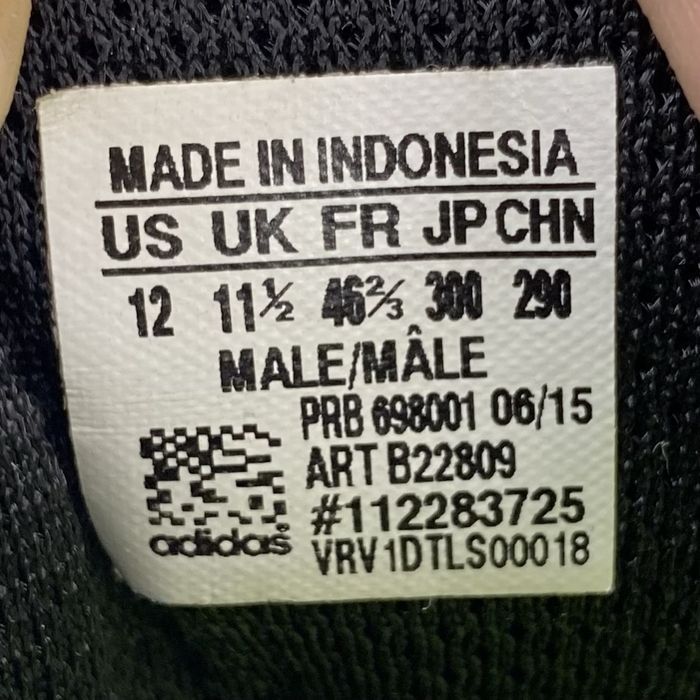 MADE IN INDONESIA
US UK FR JP CHN
12 11½ 46⅔ 300 290
MALE/MÂLE
PRB 698001 06/15
ART B22809
#112283725
adidas®
VRV1DTLS00018